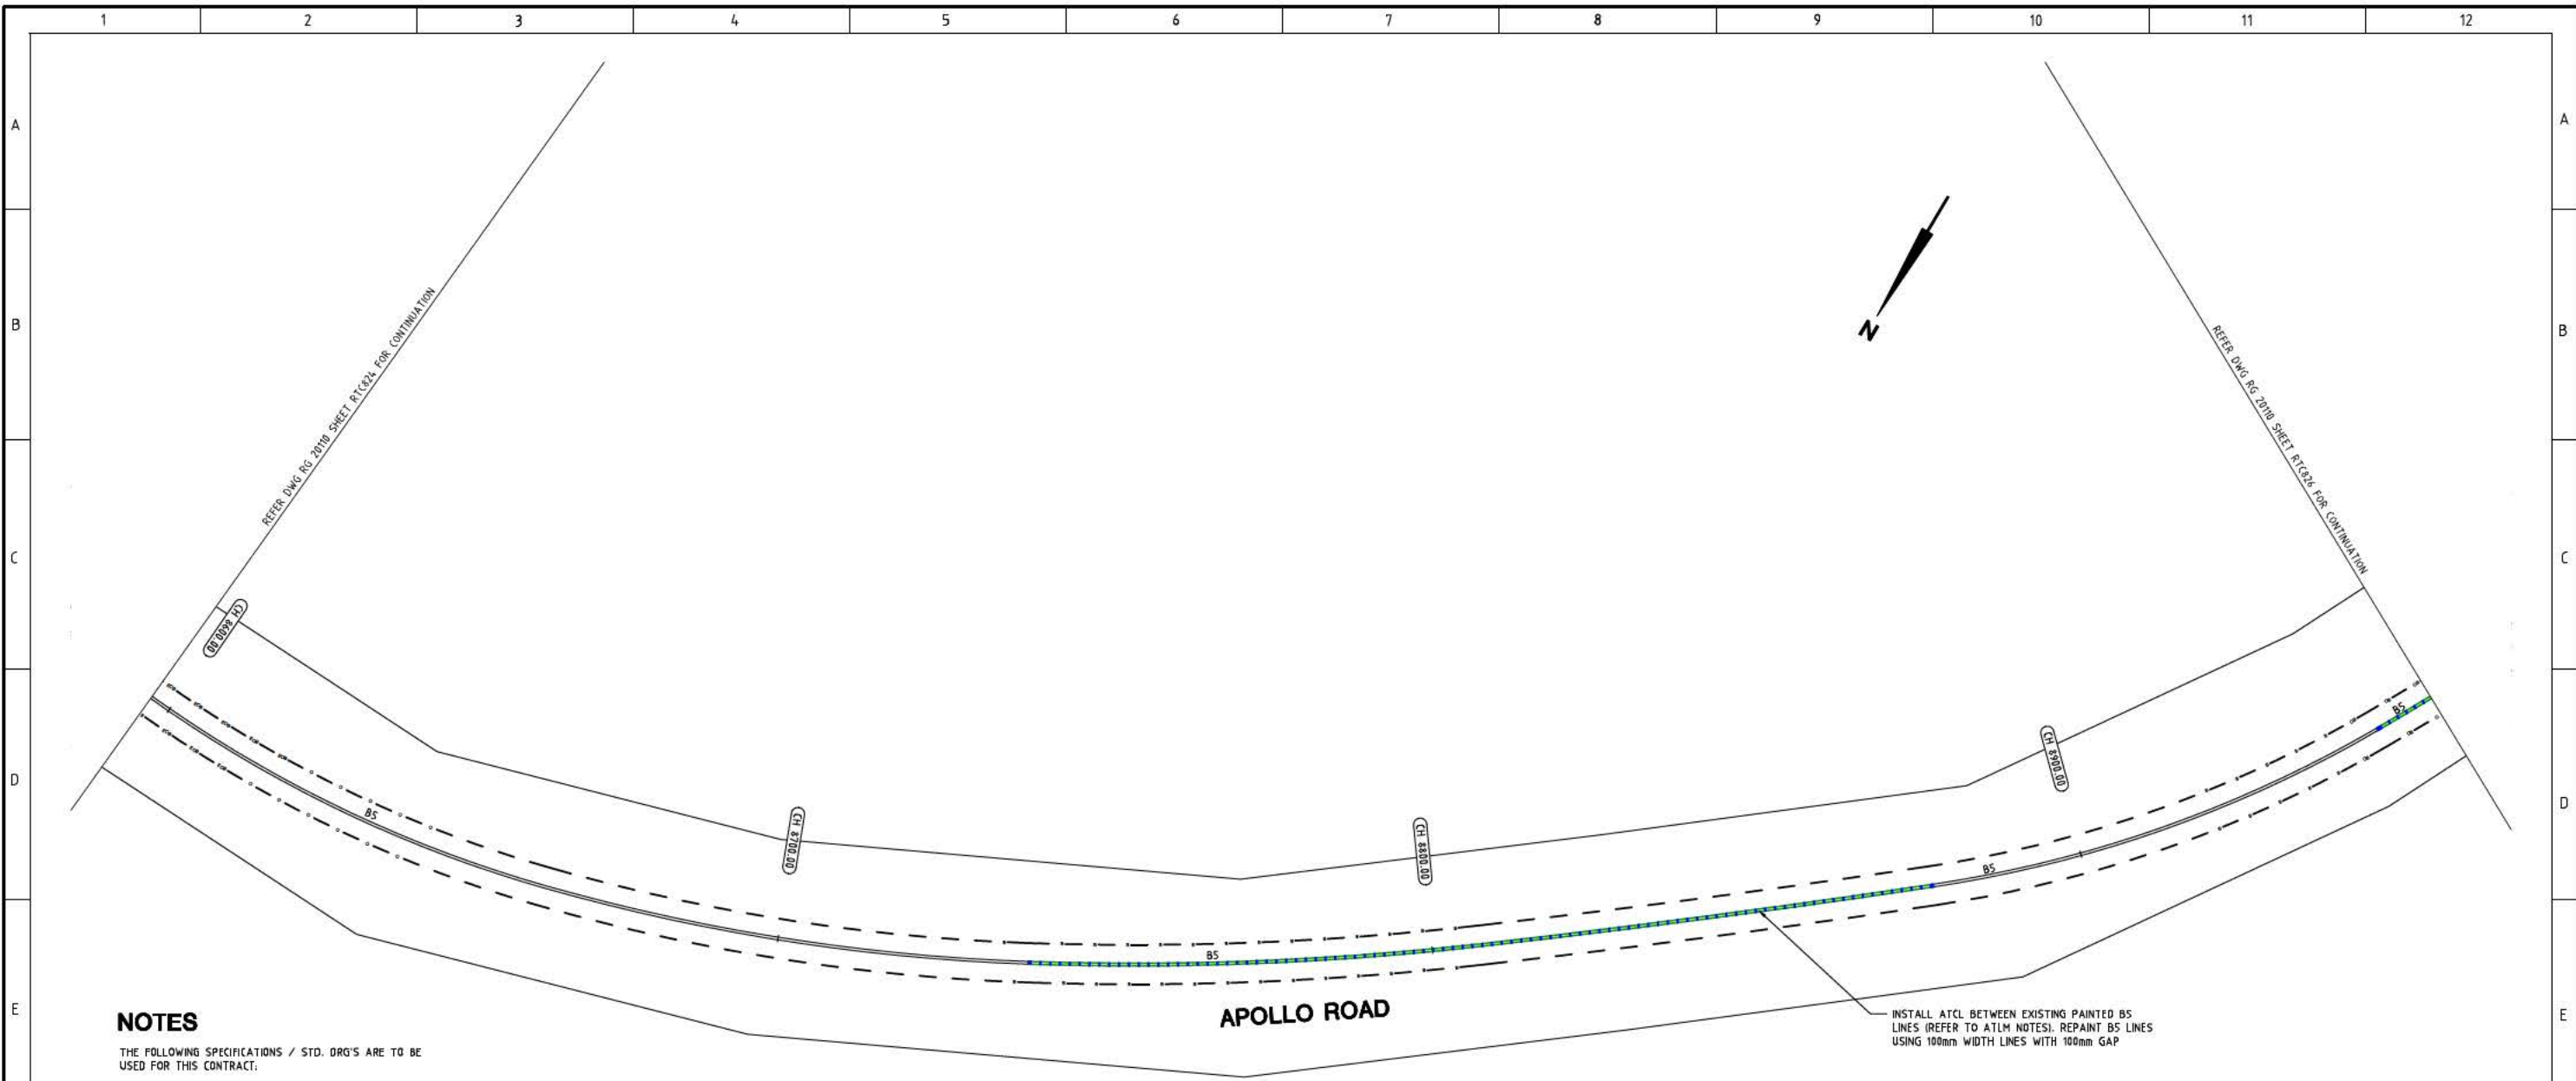 1 2 3 4 5 6 7 8 9 10 11 12
A A
B B
C C
D D
E E
REFER DWG RG 20110 SHEET RTC824 FOR CONTINUATION
REFER DWG RG 20110 SHEET RTC826 FOR CONTINUATION
N
CH 8600.00
CH 8700.00
CH 8800.00
CH 8900.00
B5
B5
B5
B5
APOLLO ROAD
INSTALL ATCL BETWEEN EXISTING PAINTED B5
LINES (REFER TO ATLM NOTES). REPAINT B5 LINES
USING 100mm WIDTH LINES WITH 100mm GAP
NOTES
THE FOLLOWING SPECIFICATIONS / STD. DRG'S ARE TO BE
USED FOR THIS CONTRACT: